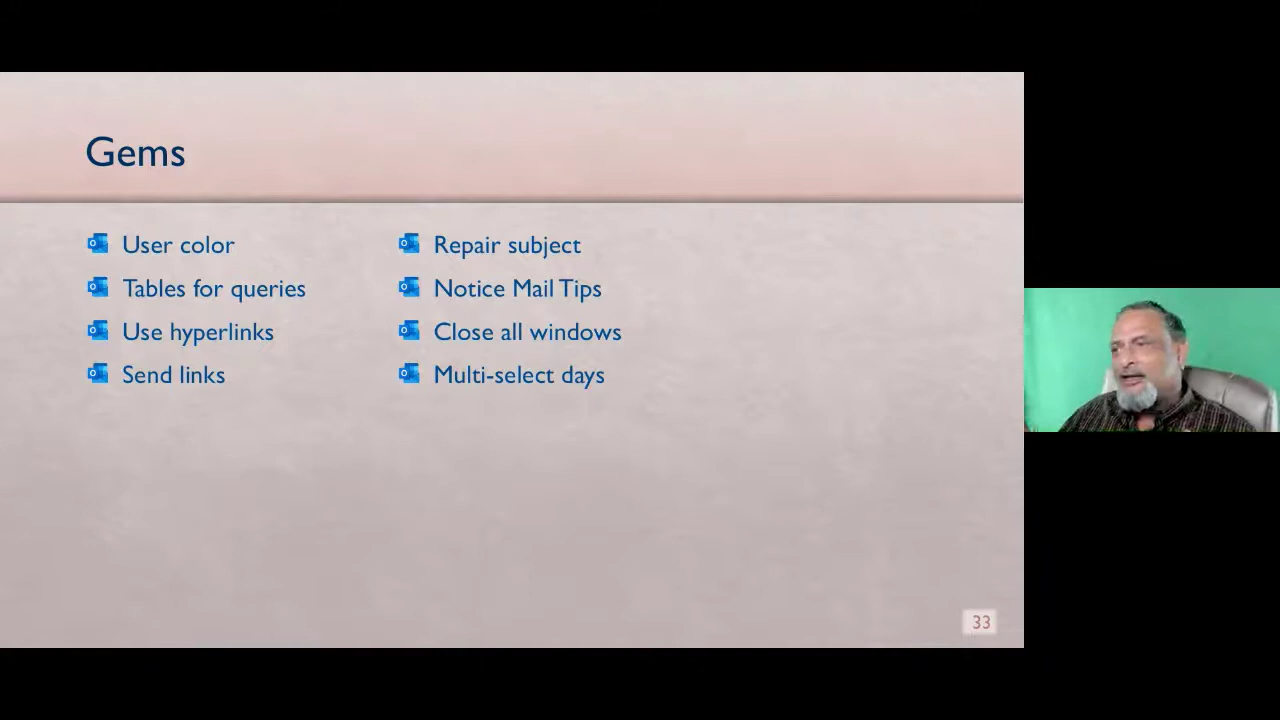 Gems
User color
Tables for queries
Use hyperlinks
Send links
Repair subject
Notice Mail Tips
Close all windows
Multi-select days
33